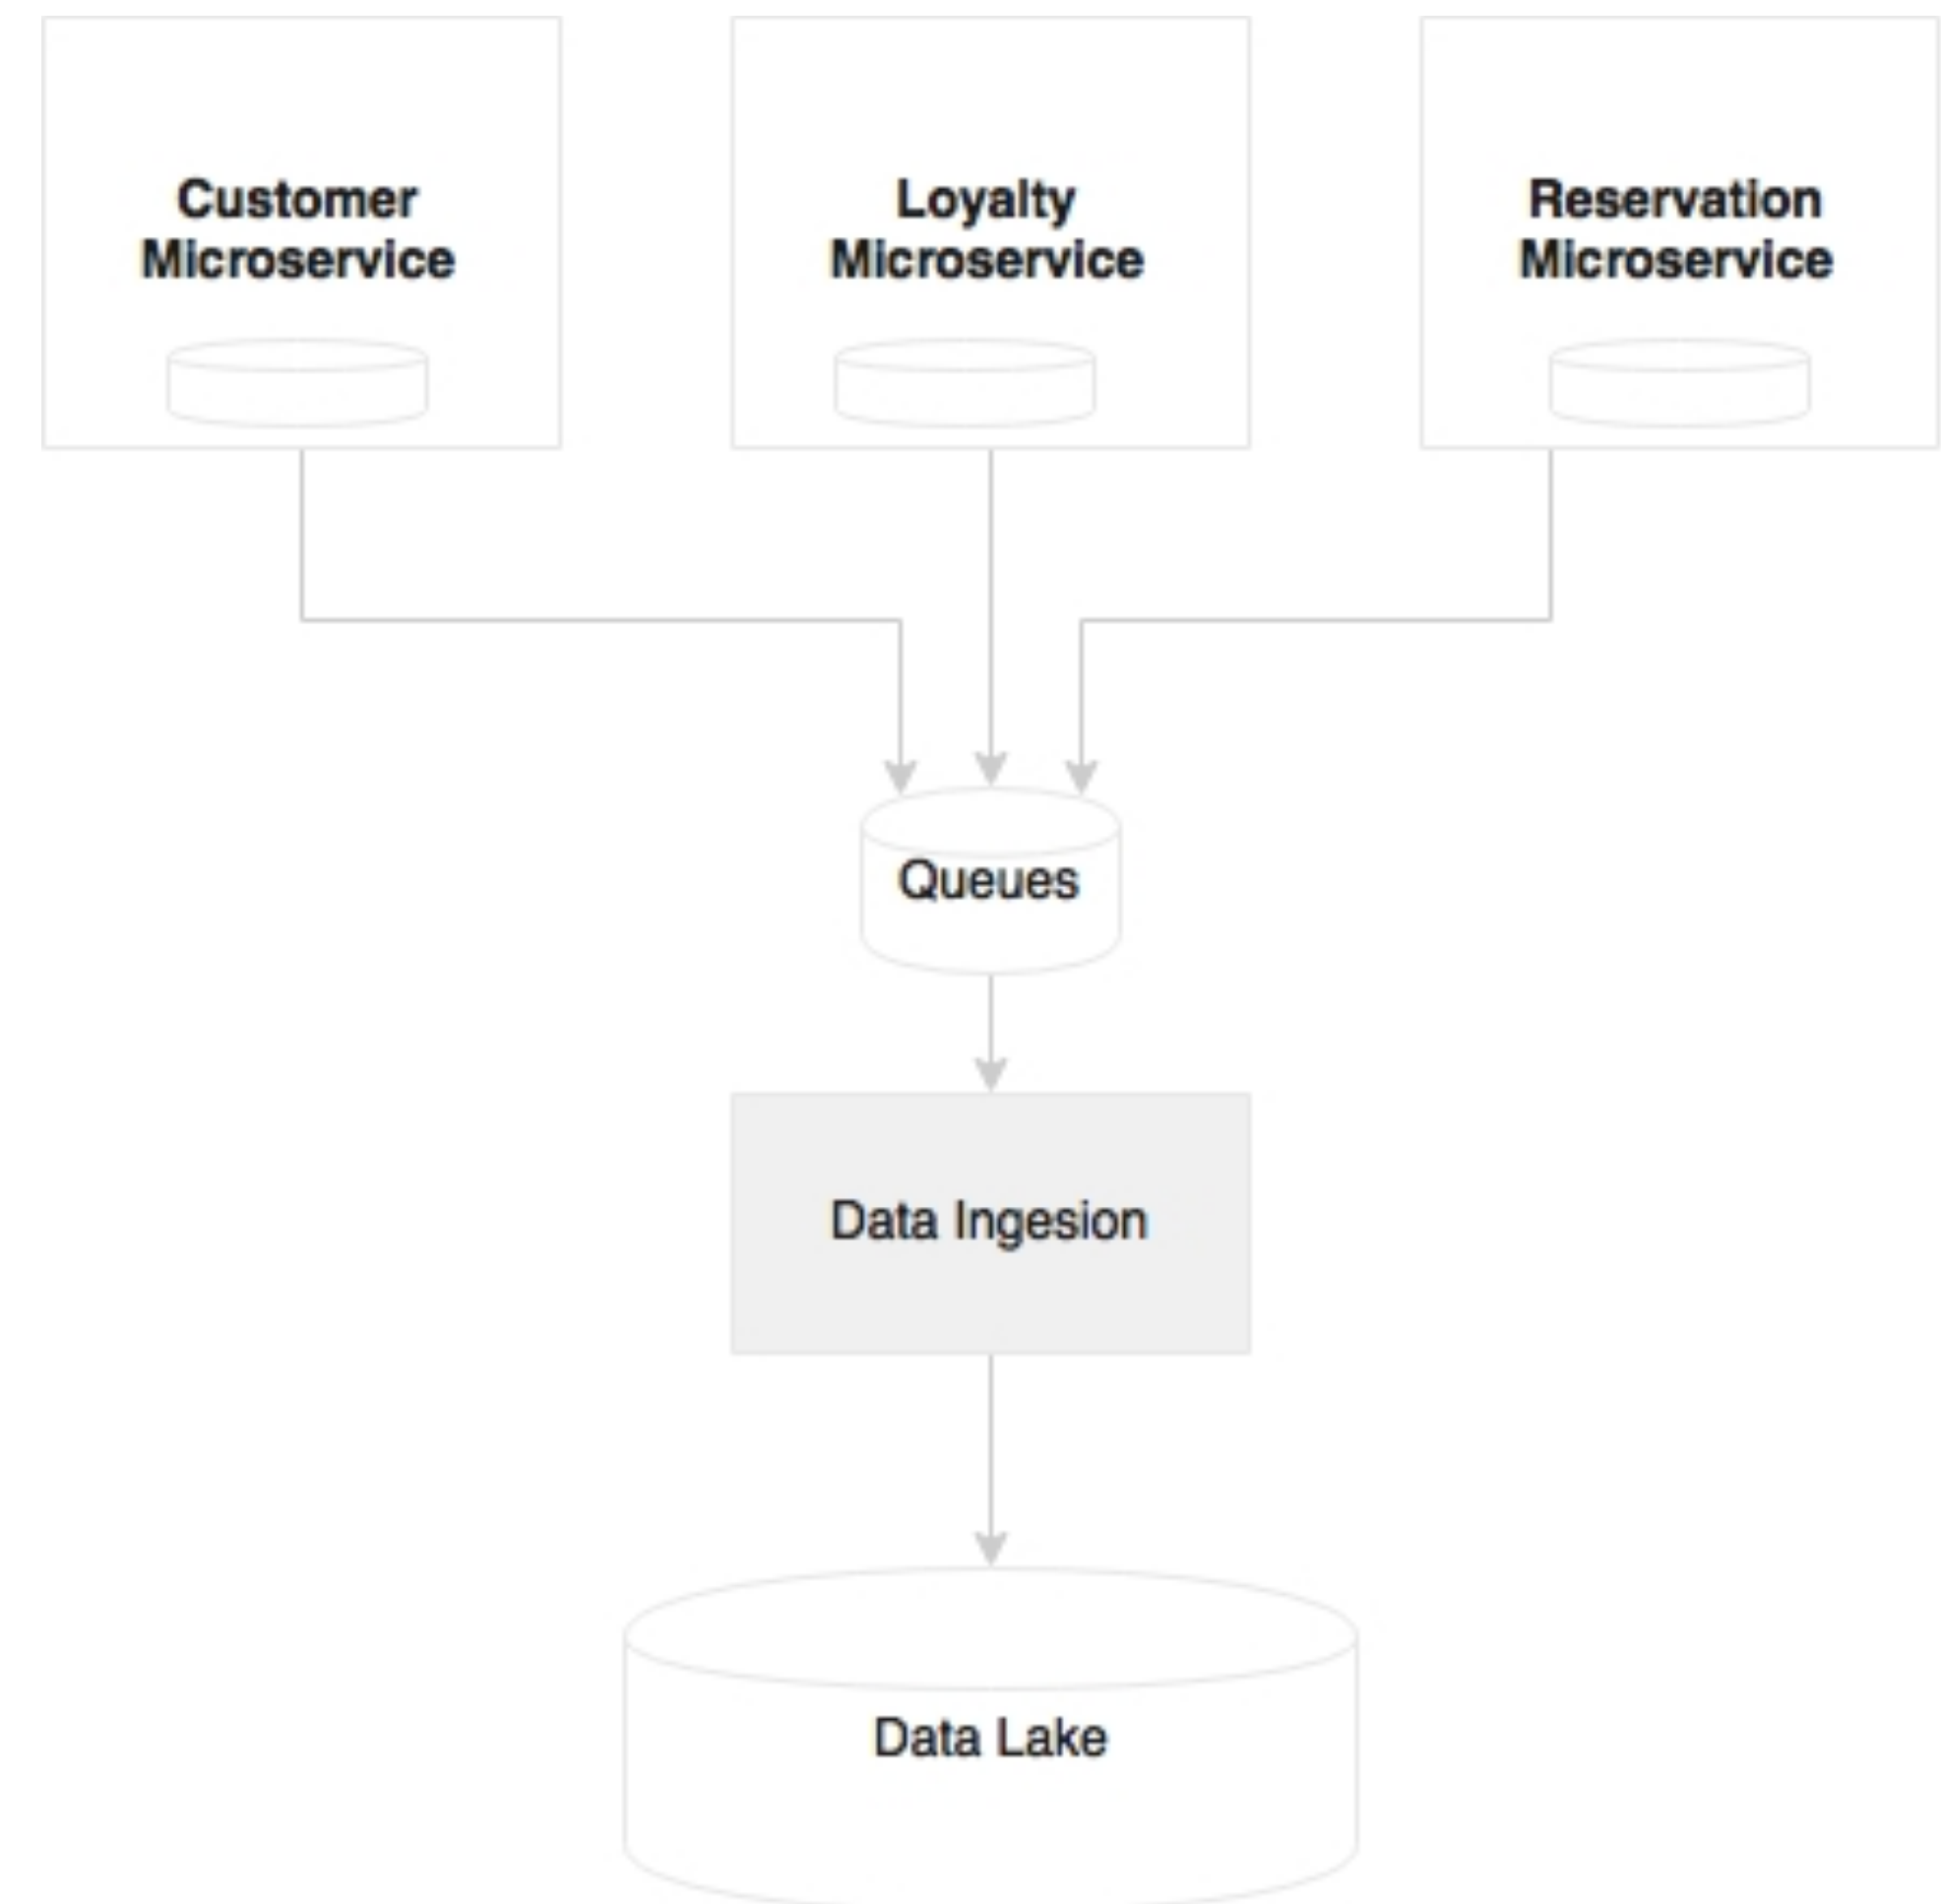 Customer
Microservice
Loyalty
Microservice
Reservation
Microservice
Queues
Data Ingesion
Data Lake